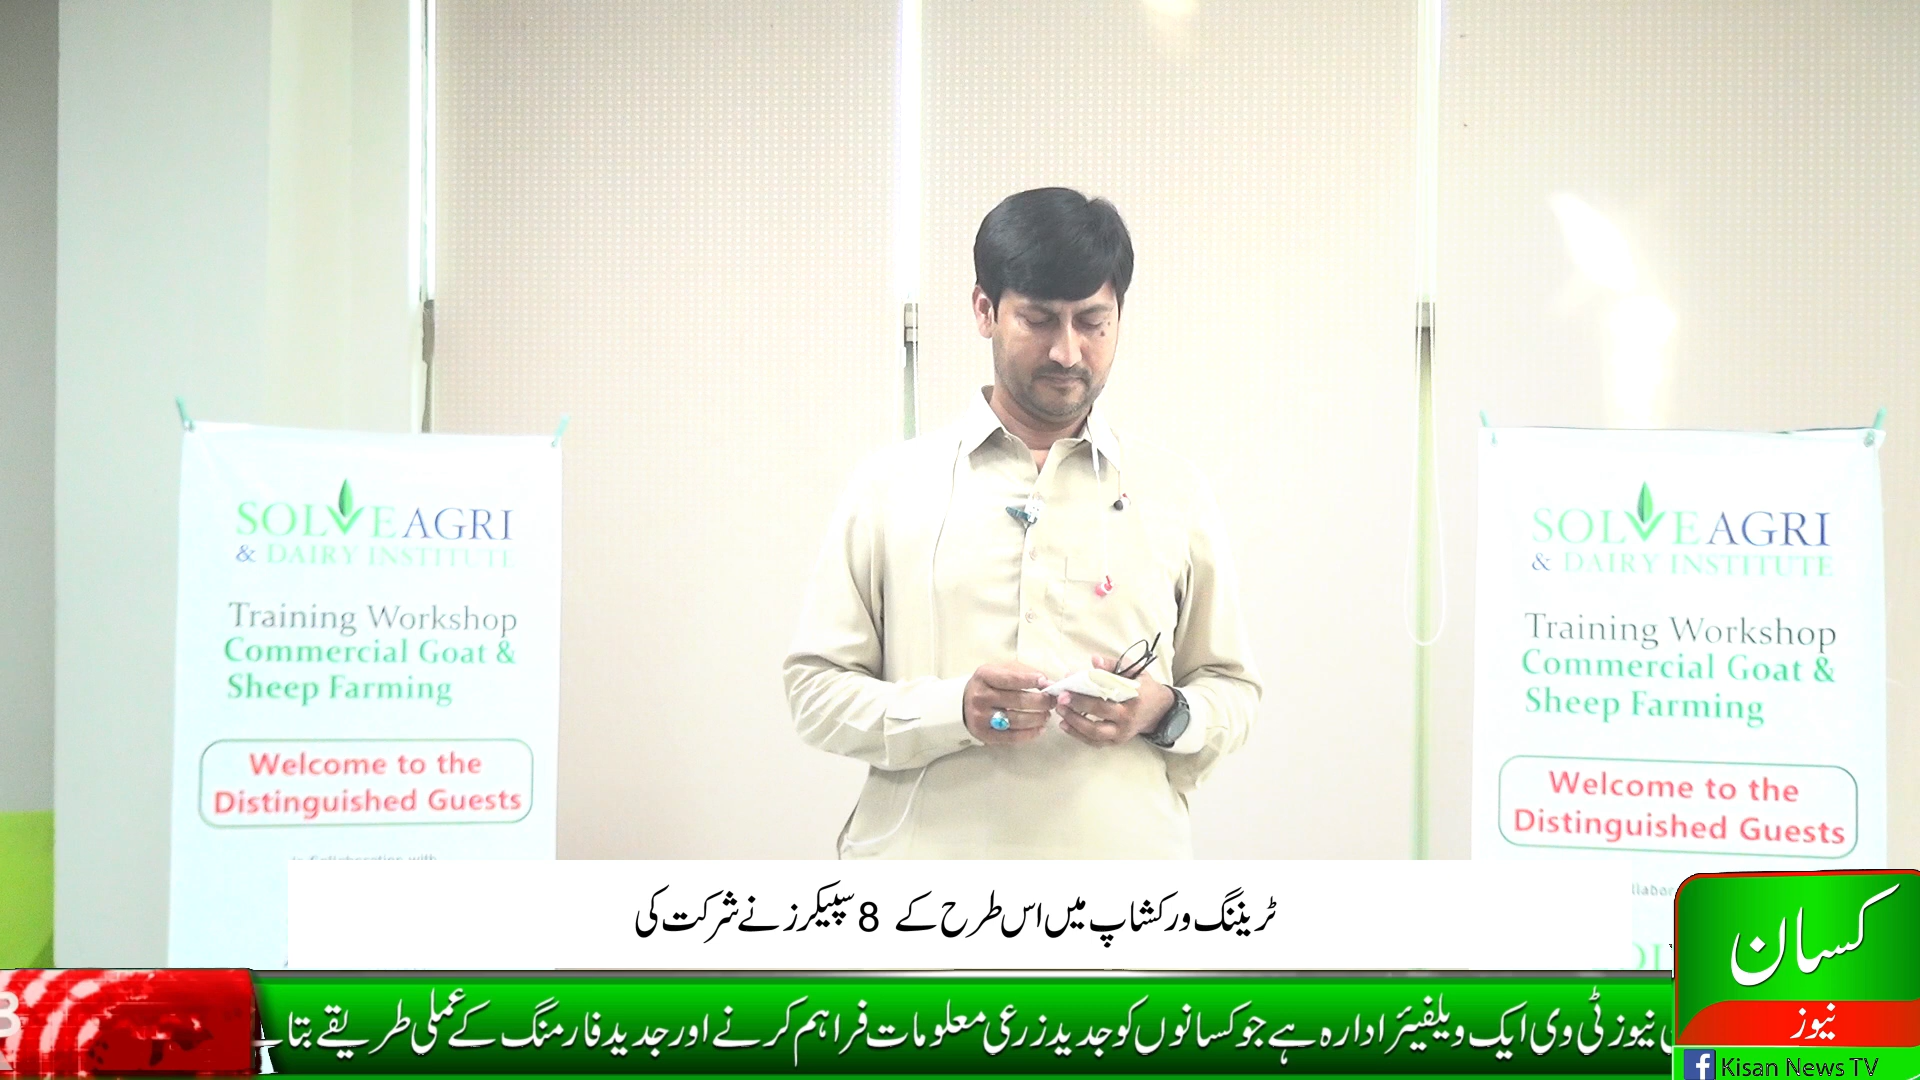 SOLVEAGRI
& DAIRY INSTITUTE
Training Workshop
Commercial Goat &
Sheep Farming
Welcome to the
Distinguished Guests
In Collaboration with
SOLVEAGRI
& DAIRY INSTITUTE
Training Workshop
Commercial Goat &
Sheep Farming
Welcome to the
Distinguished Guests
ٹریننگ ورکشاپ میں اس طرح کے 8 سپیکرز نے شرکت کی
کسان
نیوز
نیوز ٹی وی ایک ویلفیئر ادارہ ہے جو کسانوں کو جدید زرعی معلومات فراہم کرنے اور جدید فارمنگ کے عملی طریقے بتا
Kisan News TV